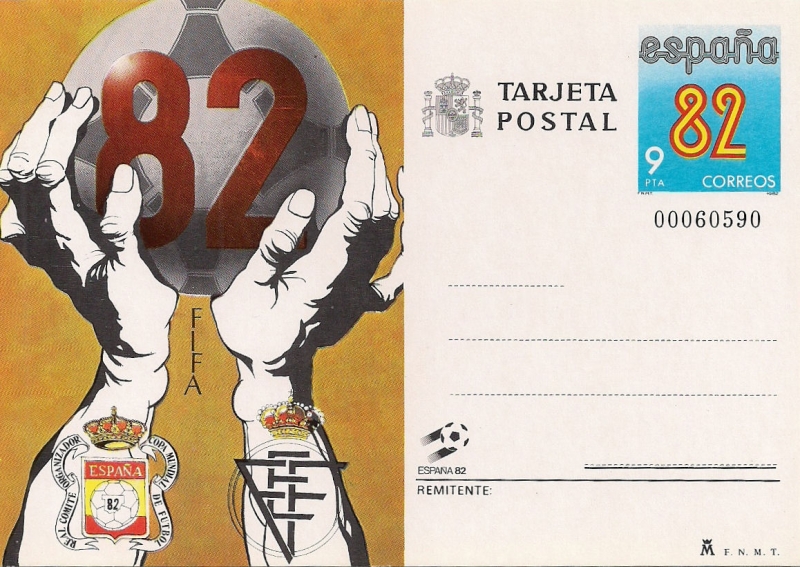 82
FIFA
REAL COMITÉ ORGANIZADOR
COPA MUNDIAL DE FUTBOL
ESPAÑA
82
TARJETA
POSTAL
españa
82
9
PTA
CORREOS
00060590
ESPAÑA 82
REMITENTE:
M F. N. M. T.